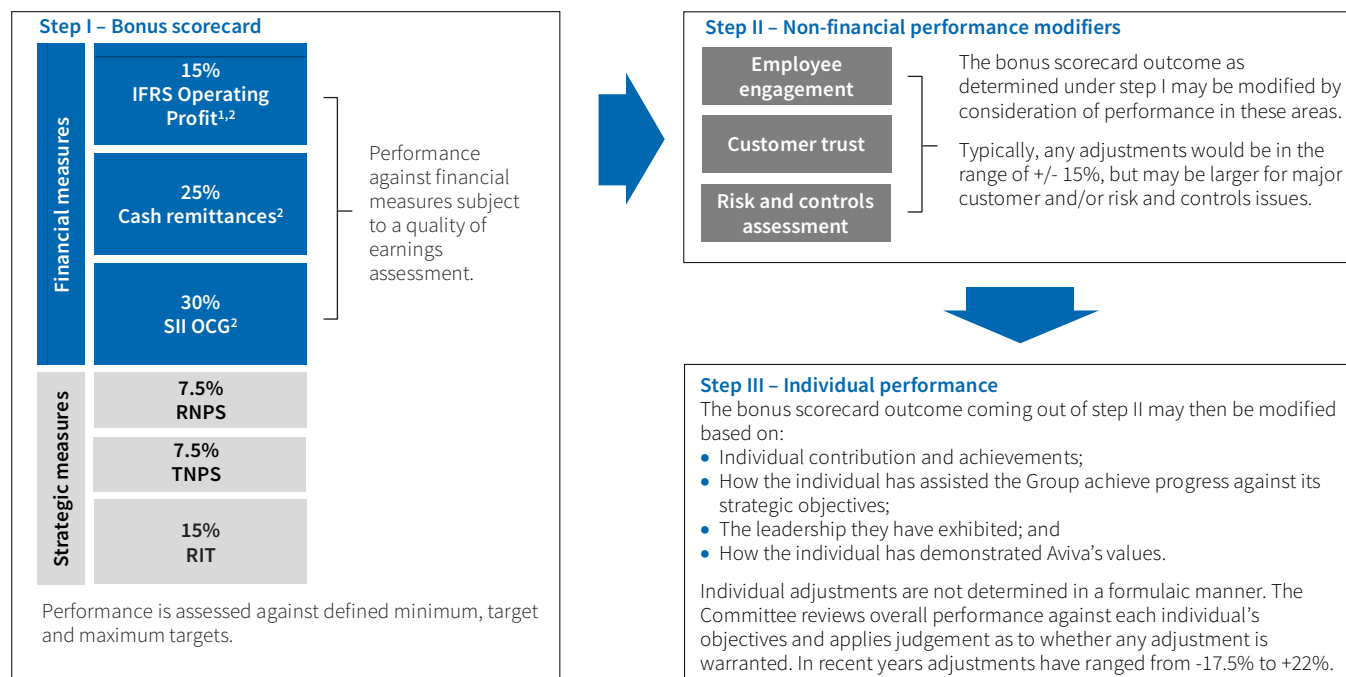 Step I – Bonus scorecard
Financial measures
15%
IFRS Operating
Profit1,2
25%
Cash remittances2
30%
SII OCG2
Performance
against financial
measures subject
to a quality of
earnings
assessment.
Strategic measures
7.5%
RNPS
7.5%
TNPS
15%
RIT
Performance is assessed against defined minimum, target
and maximum targets.
Step II – Non-financial performance modifiers
Employee
engagement
Customer trust
Risk and controls
assessment
The bonus scorecard outcome as
determined under step I may be modified by
consideration of performance in these areas.
Typically, any adjustments would be in the
range of +/- 15%, but may be larger for major
customer and/or risk and controls issues.
Step III – Individual performance
The bonus scorecard outcome coming out of step II may then be modified
based on:
• Individual contribution and achievements;
• How the individual has assisted the Group achieve progress against its
strategic objectives;
• The leadership they have exhibited; and
• How the individual has demonstrated Aviva’s values.
Individual adjustments are not determined in a formulaic manner. The
Committee reviews overall performance against each individual’s
objectives and applies judgement as to whether any adjustment is
warranted. In recent years adjustments have ranged from -17.5% to +22%.